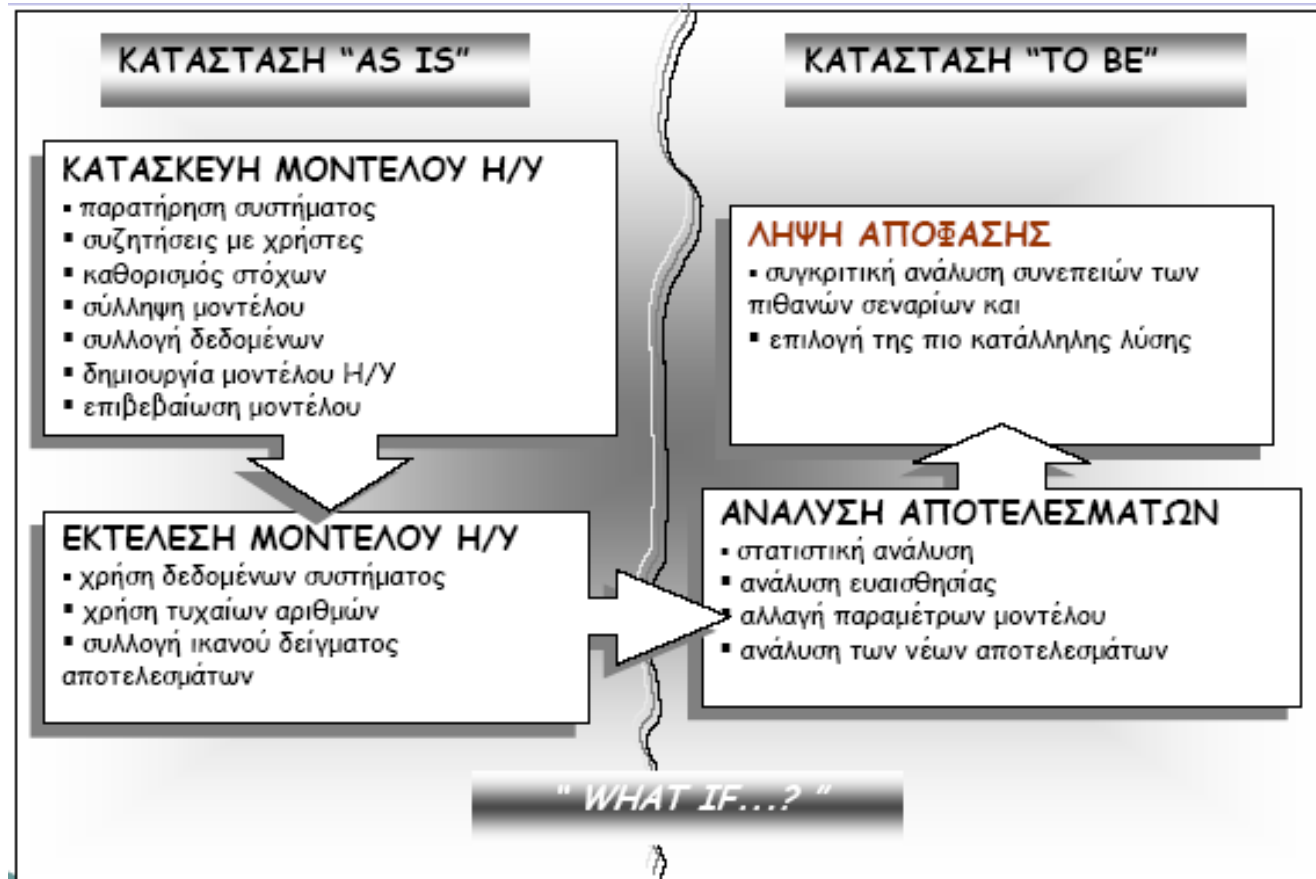 ΚΑΤΑΣΤΑΣΗ “AS IS”
ΚΑΤΑΣΚΕΥΗ ΜΟΝΤΕΛΟΥ Η/Υ
▪ παρατήρηση συστήματος
▪ συζητήσεις με χρήστες
▪ καθορισμός στόχων
▪ σύλληψη μοντέλου
▪ συλλογή δεδομένων
▪ δημιουργία μοντέλου Η/Υ
▪ επιβεβαίωση μοντέλου
ΕΚΤΕΛΕΣΗ ΜΟΝΤΕΛΟΥ Η/Υ
▪ χρήση δεδομένων συστήματος
▪ χρήση τυχαίων αριθμών
▪ συλλογή ικανού δείγματος
αποτελεσμάτων
ΚΑΤΑΣΤΑΣΗ “TO BE”
ΛΗΨΗ ΑΠΟΦΑΣΗΣ
▪ συγκριτική ανάλυση συνεπειών των
πιθανών σεναρίων και
▪ επιλογή της πιο κατάλληλης λύσης
ΑΝΑΛΥΣΗ ΑΠΟΤΕΛΕΣΜΑΤΩΝ
▪ στατιστική ανάλυση
▪ ανάλυση ευαισθησίας
▪ αλλαγή παραμέτρων μοντέλου
▪ ανάλυση των νέων αποτελεσμάτων
“ WHAT IF...? ”